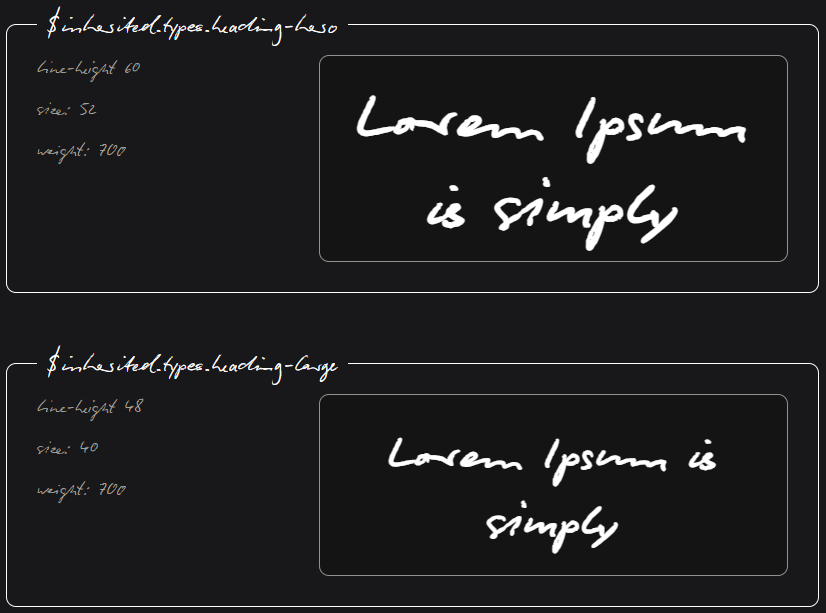 $inherited.types.heading-hero
line-height 60
size: 52
weight: 700
Lorem Ipsum
is simply
$inherited.types.heading-large
line-height 48
size: 40
weight: 700
Lorem Ipsum is
simply